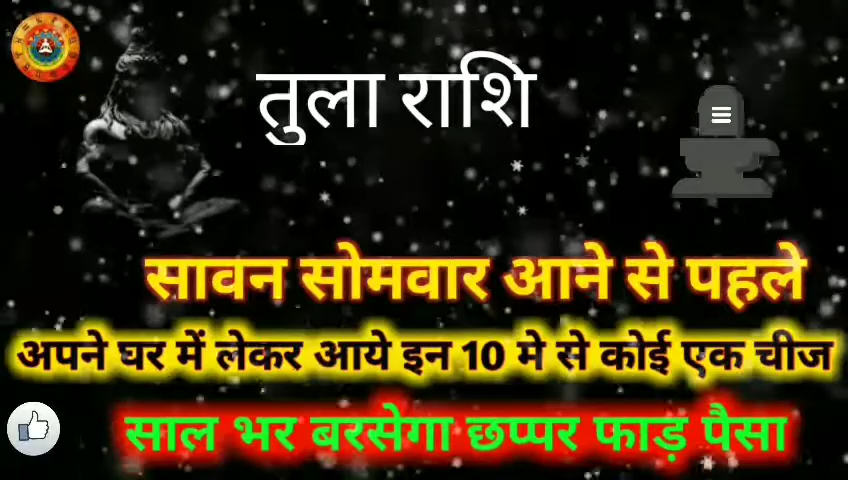 तुला राशि
सावन सोमवार आने से पहले
अपने घर में लेकर आये इन 10 मे से कोई एक चीज
साल भर बरसेगा छप्पर फाड़ पैसा